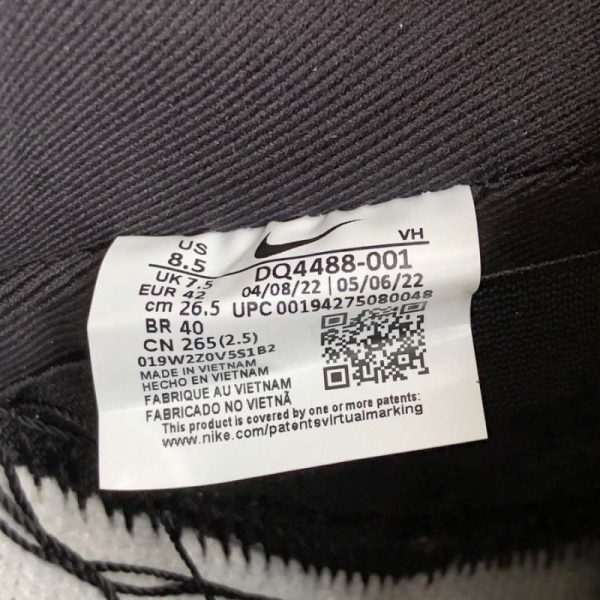 US
8.5
VH
UK 7.5
DQ4488-001
EUR 42
04/08/22 | 05/06/22
cm 26.5
UPC 00194275080048
BR 40
CN 265(2.5)
019W2Z0V5S1B2
MADE IN VIETNAM
HECHO EN VIETNAM
FABRIQUE AU VIETNAM
FABRICADO NO VIETNÃ
This product is covered by one or more patents:
www.nike.com/patentsvirtualmarking